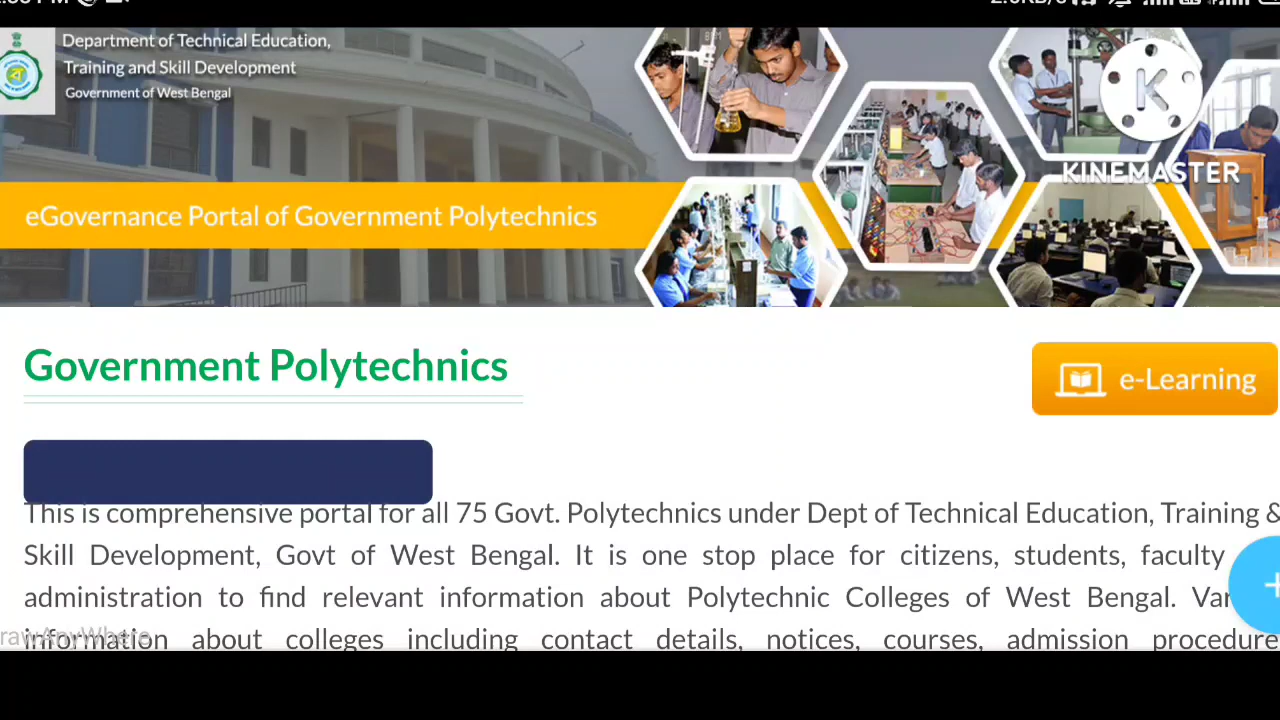 Department of Technical Education,
Training and Skill Development
Government of West Bengal
K
KINEMASTER
eGovernance Portal of Government Polytechnics
Government Polytechnics
e-Learning
This is comprehensive portal for all 75 Govt. Polytechnics under Dept of Technical Education, Training &
Skill Development, Govt of West Bengal. It is one stop place for citizens, students, faculty
administration to find relevant information about Polytechnic Colleges of West Bengal.
information about colleges including contact details, notices, courses, admission procedure